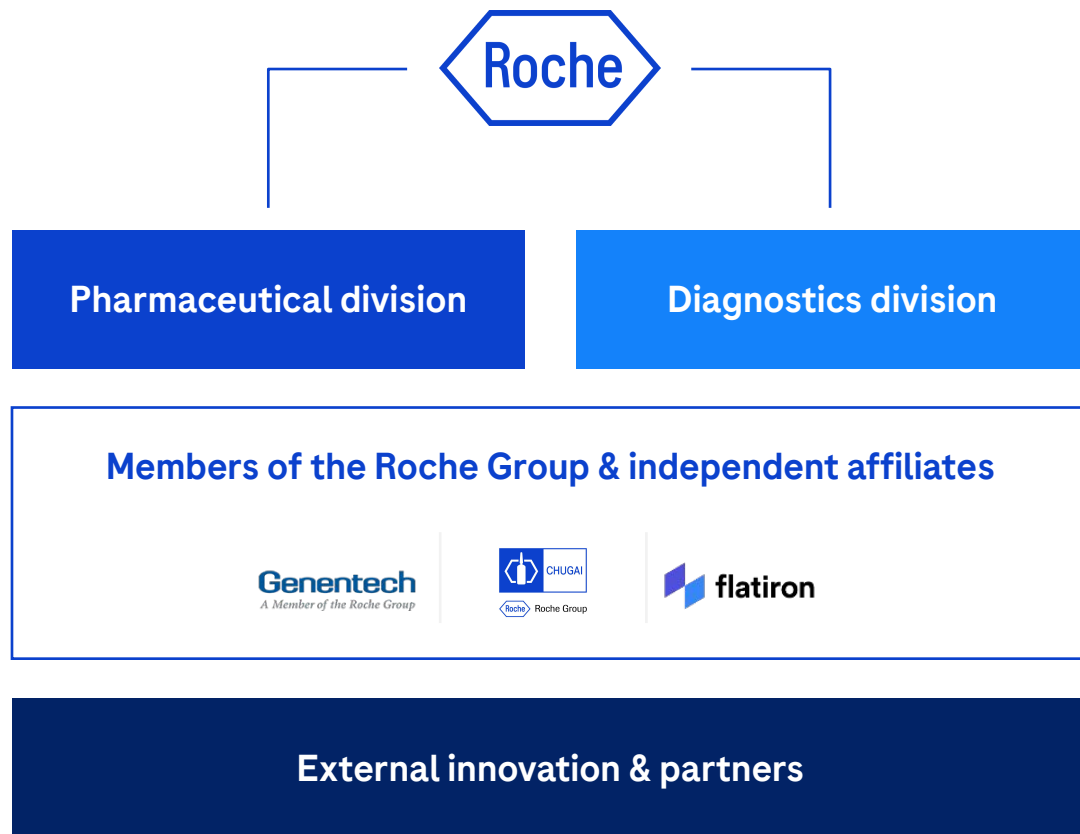 Roche
Pharmaceutical division
Diagnostics division
Members of the Roche Group & independent affiliates
Genentech
A Member of the Roche Group
CHUGAI
Roche Roche Group
flatiron
External innovation & partners